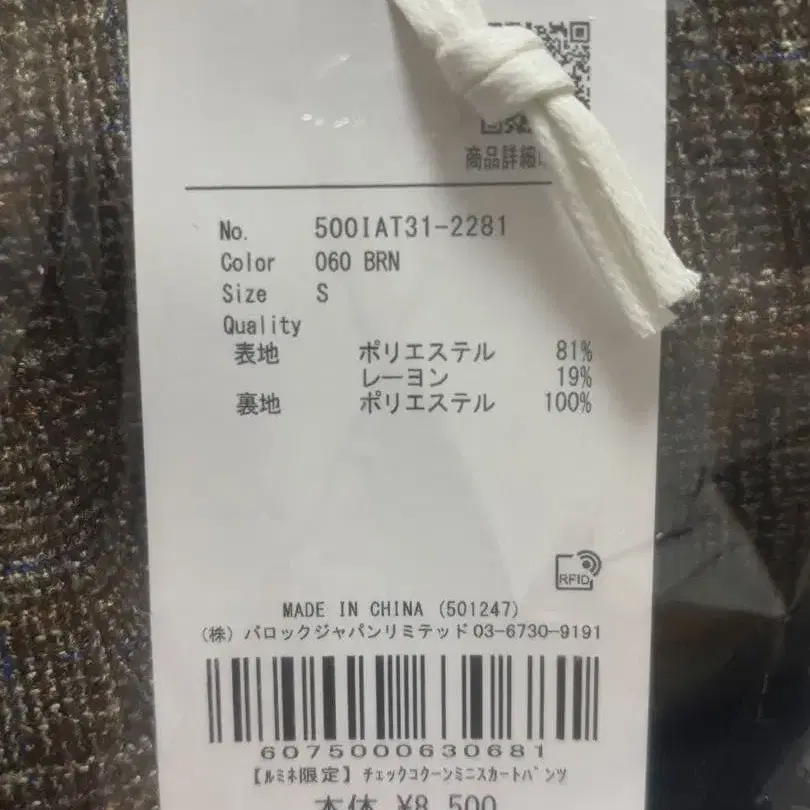 商品詳細
No. 500IAT31-2281
Color 060 BRN
Size S
Quality
表地 ポリエステル 81%
レーヨン 19%
裏地 ポリエステル 100%
RFID
MADE IN CHINA (501247)
(株) バロックジャパンリミテッド 03-6730-9191
6075000630681
【ルミネ限定】チェックコクーンミニスカートパンツ
本体 ¥8,500